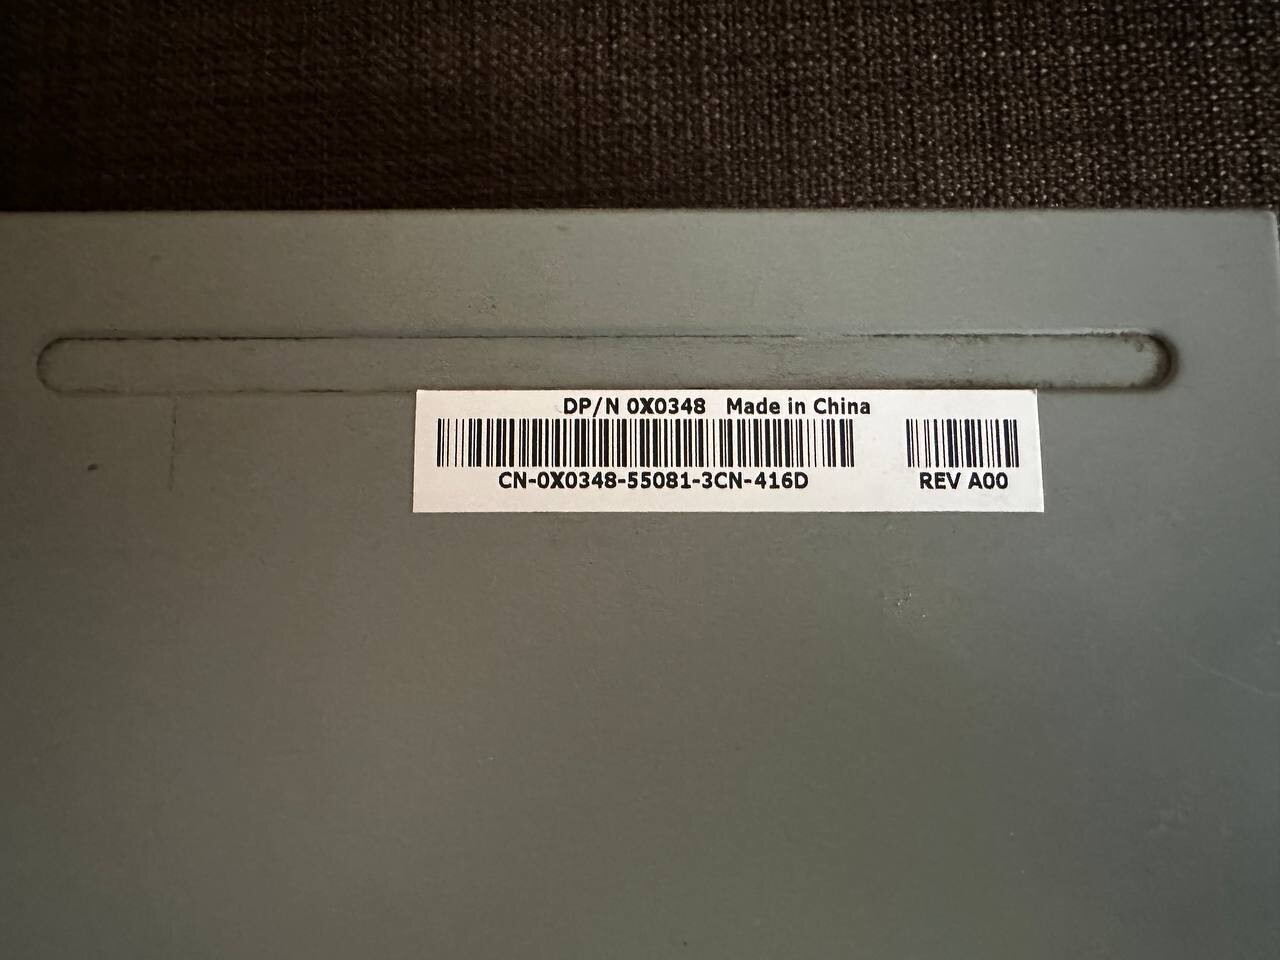 DP/N 0X0348 Made in China
CN-0X0348-55081-3CN-416D
REV A00